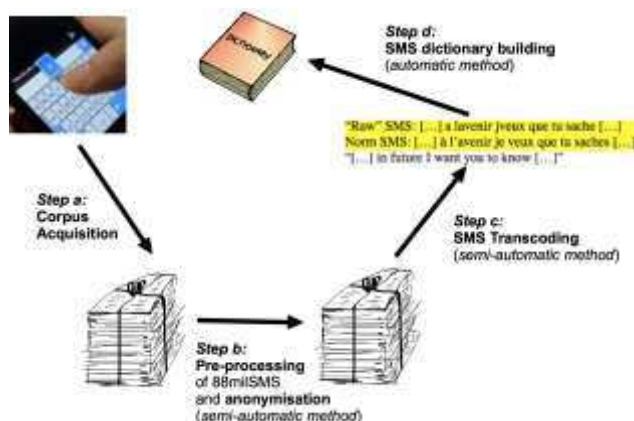 Step d:
SMS dictionary building
(automatic method)
DICTIONARY
"Raw" SMS: [...] a lavenir jveux que tu sache [...]
Norm SMS: [...] à l'avenir je veux que tu saches [...]
"[...] in future I want you to know [...]"
Step a:
Corpus
Acquisition
Step c:
SMS Transcoding
(semi-automatic method)
Step b:
Pre-processing
of 88milSMS
and anonymisation
(semi-automatic method)